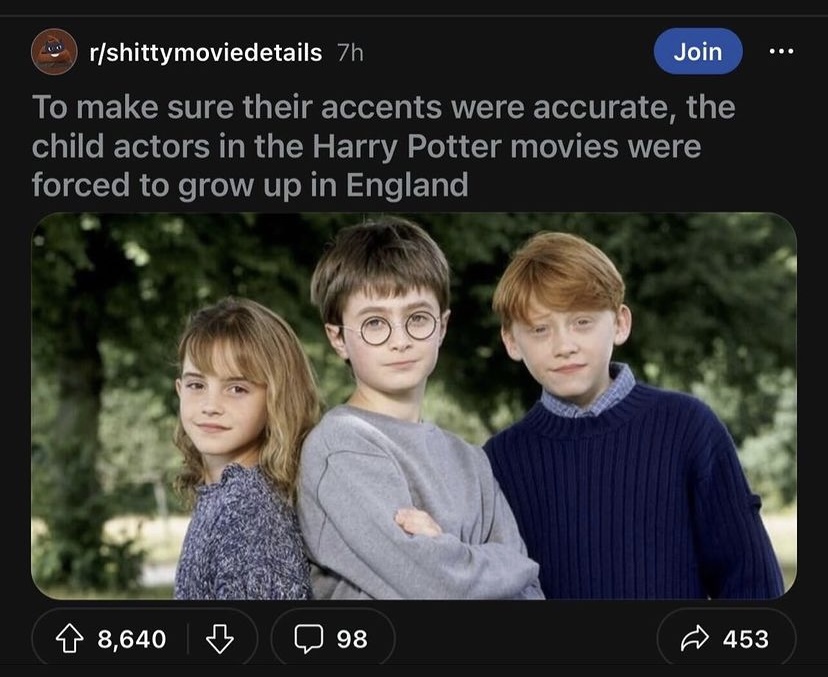 r/shittymoviedetails 7h
Join
To make sure their accents were accurate, the
child actors in the Harry Potter movies were
forced to grow up in England
8,640
98
453